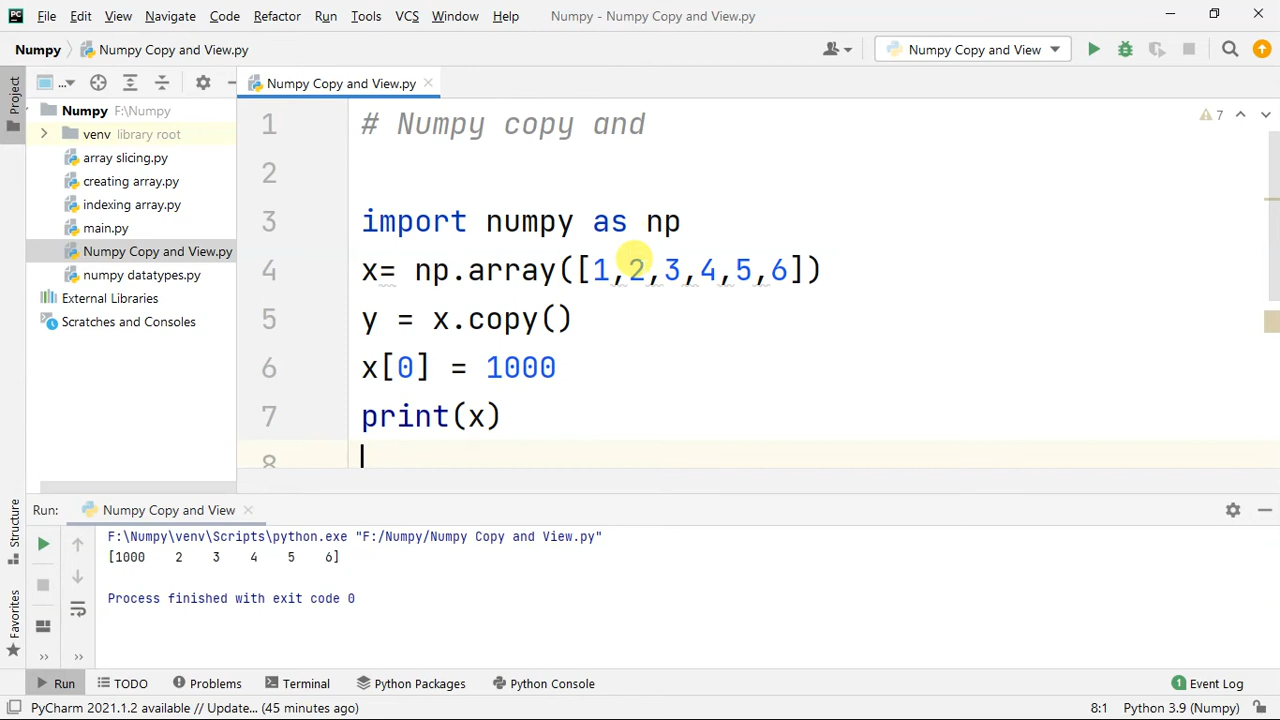 PC File Edit View Navigate Code Refactor Run Tools VCS Window Help Numpy - Numpy Copy and View.py
Numpy Numpy Copy and View.py Numpy Copy and View
Project
... Numpy Copy and View.py
Numpy F:\Numpy
venv library root
array slicing.py
creating array.py
indexing array.py
main.py
Numpy Copy and View.py
numpy datatypes.py
External Libraries
Scratches and Consoles
7
1 # Numpy copy and
2
3 import numpy as np
4 x= np.array([1,2,3,4,5,6])
5 y = x.copy()
6 x[0] = 1000
7 print(x)
8
Structure
Favorites
Run: Numpy Copy and View
F:\Numpy\venv\Scripts\python.exe "F:/Numpy/Numpy Copy and View.py"
[1000 2 3 4 5 6]
Process finished with exit code 0
Run TODO Problems Terminal Python Packages Python Console 1 Event Log
PyCharm 2021.1.2 available // Update... (45 minutes ago) 8:1 Python 3.9 (Numpy)